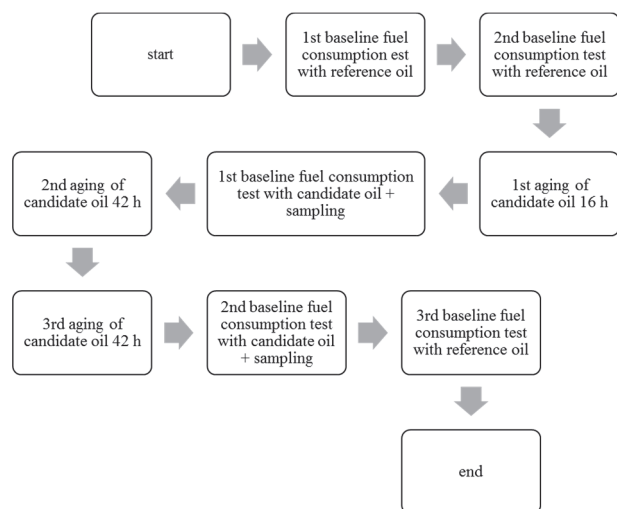 start
1st baseline fuel
consumption est
with reference oil
2nd baseline fuel
consumption test
with reference oil
1st aging of
candidate oil 16 h
1st baseline fuel consumption
test with candidate oil +
sampling
2nd aging of
candidate oil 42 h
3rd aging of
candidate oil 42 h
2nd baseline fuel
consumption test
with candidate oil
+ sampling
3rd baseline fuel
consumption test
with reference oil
end